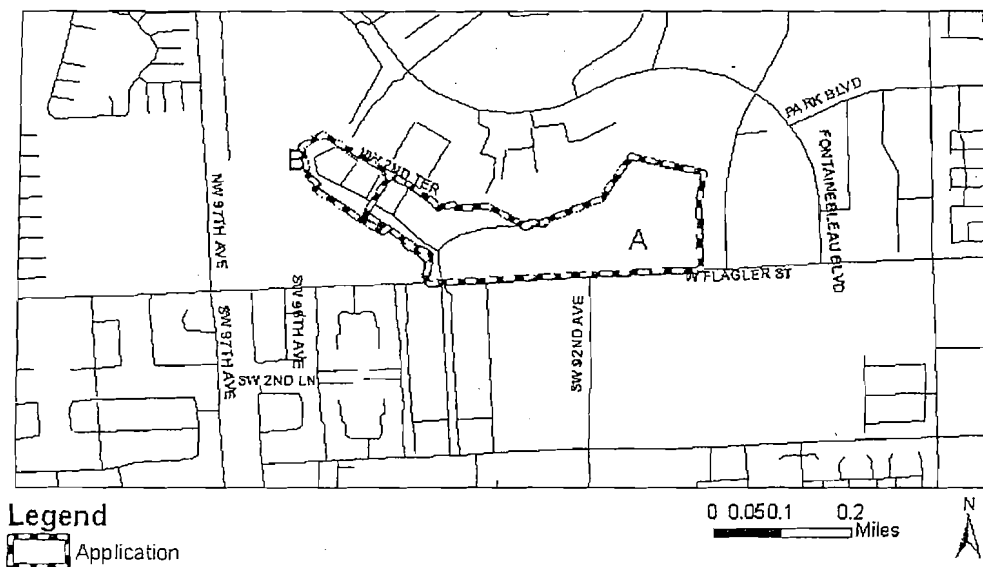 PARK BLVD
FONTAINEBLEAU BLVD
B
NW 2ND TER
NW 97TH AVE
A
W FLAGLER ST
SW 97TH AVE
SW 96TH AVE
SW 92ND AVE
SW 2ND LN
Legend
Application
0 0.05 0.1 0.2
Miles
N